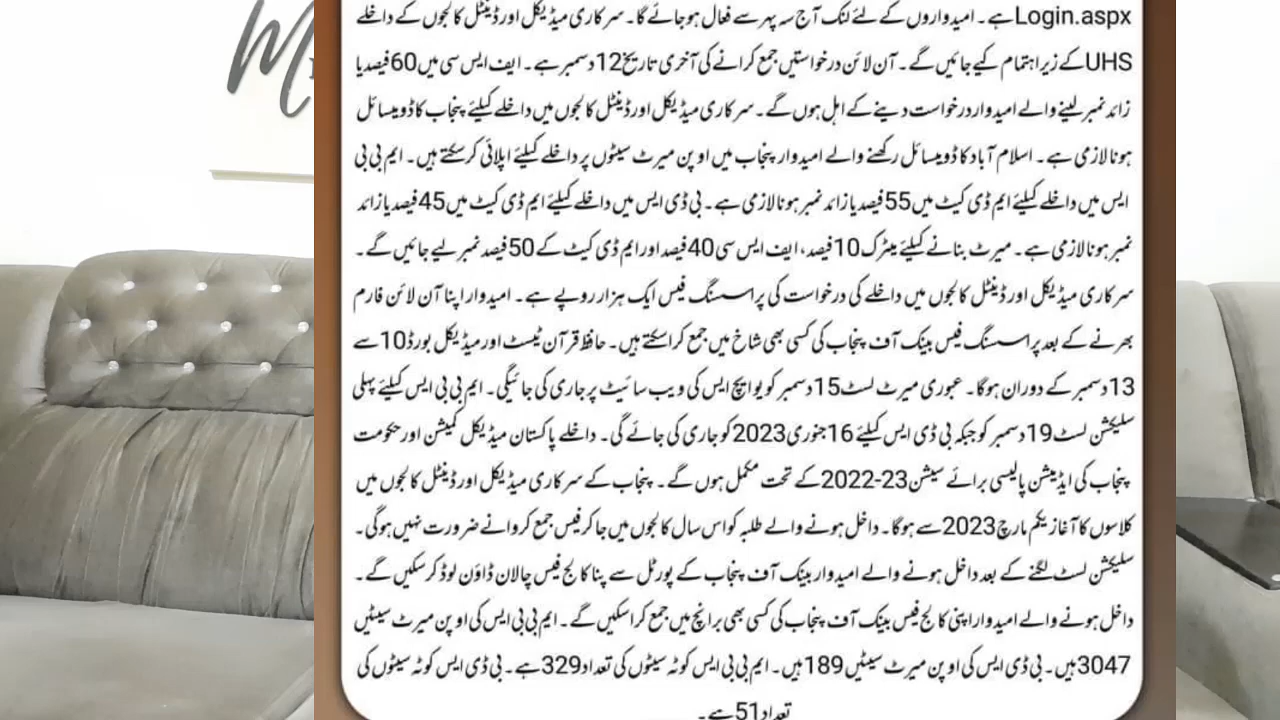 Login.aspx ہے۔ امیدواروں کے لئے لنک آج سہ پہر سے فعال ہوجائے گا۔ سرکاری میڈیکل اور ڈینٹل کالجوں کے داخلے
UHS کے زیر اہتمام کیے جائیں گے۔ آن لائن درخواستیں جمع کرانے کی آخری تاریخ 12 دسمبر ہے۔ ایف ایس سی میں 60 فیصد یا
زائد نمبر لینے والے امیدوار درخواست دینے کے اہل ہوں گے۔ سرکاری میڈیکل اور ڈینٹل کالجوں میں داخلے کیلئے پنجاب کا ڈومیسائل
ہونا لازمی ہے۔ اسلام آباد کا ڈومیسائل رکھنے والے امیدوار پنجاب میں اوپن میرٹ سیٹوں پر داخلے کیلئے اپلائی کرسکتے ہیں۔ ایم بی بی
ایس میں داخلے کیلئے ایم ڈی کیٹ میں 55 فیصد یا زائد نمبر ہونا لازمی ہے۔ بی ڈی ایس میں داخلے کیلئے ایم ڈی کیٹ میں 45 فیصد یا زائد
نمبر ہونا لازمی ہے۔ میرٹ بنانے کیلئے میٹرک 10 فیصد، ایف ایس سی 40 فیصد اور ایم ڈی کیٹ کے 50 فیصد نمبر لیے جائیں گے۔
سرکاری میڈیکل اور ڈینٹل کالجوں میں داخلے کی درخواست کی پراسسنگ فیس ایک ہزار روپے ہے۔ امیدوار اپنا آن لائن فارم
بھرنے کے بعد پراسسنگ فیس بینک آف پنجاب کی کسی بھی شاخ میں جمع کراسکتے ہیں۔ حافظ قرآن ٹیسٹ اور میڈیکل بورڈ 10 سے
13 دسمبر کے دوران ہوگا۔ عبوری میرٹ لسٹ 15 دسمبر کو یو ایچ ایس کی ویب سائیٹ پر جاری کی جائیگی۔ ایم بی بی ایس کیلئے پہلی
سلیکشن لسٹ 19 دسمبر کو جبکہ بی ڈی ایس کیلئے 16 جنوری 2023 کو جاری کی جائے گی۔ داخلے پاکستان میڈیکل کمیشن اور حکومت
پنجاب کی ایڈمیشن پالیسی برائے سیشن 2022-23 کے تحت مکمل ہوں گے۔ پنجاب کے سرکاری میڈیکل اور ڈینٹل کالجوں میں
کلاسوں کا آغاز یکم مارچ 2023 سے ہوگا۔ داخل ہونے والے طلبہ کو اس سال کالجوں میں جاکر فیس جمع کروانے ضرورت نہیں ہوگی۔
سلیکشن لسٹ لگنے کے بعد داخل ہونے والے امیدوار بینک آف پنجاب کے پورٹل سے پنا کالج فیس چالان ڈاؤن لوڈ کرسکیں گے۔
داخل ہونے والے امیدوار اپنی کالج فیس بینک آف پنجاب کی کسی بھی برانچ میں جمع کراسکیں گے۔ ایم بی بی ایس کی اوپن میرٹ سیٹیں
3047 ہیں۔ بی ڈی ایس کی اوپن میرٹ سیٹیں 189 ہیں۔ ایم بی بی ایس کوٹہ سیٹوں کی تعداد 329 ہے۔ بی ڈی ایس کوٹہ سیٹوں کی
تعداد 51 ہے۔